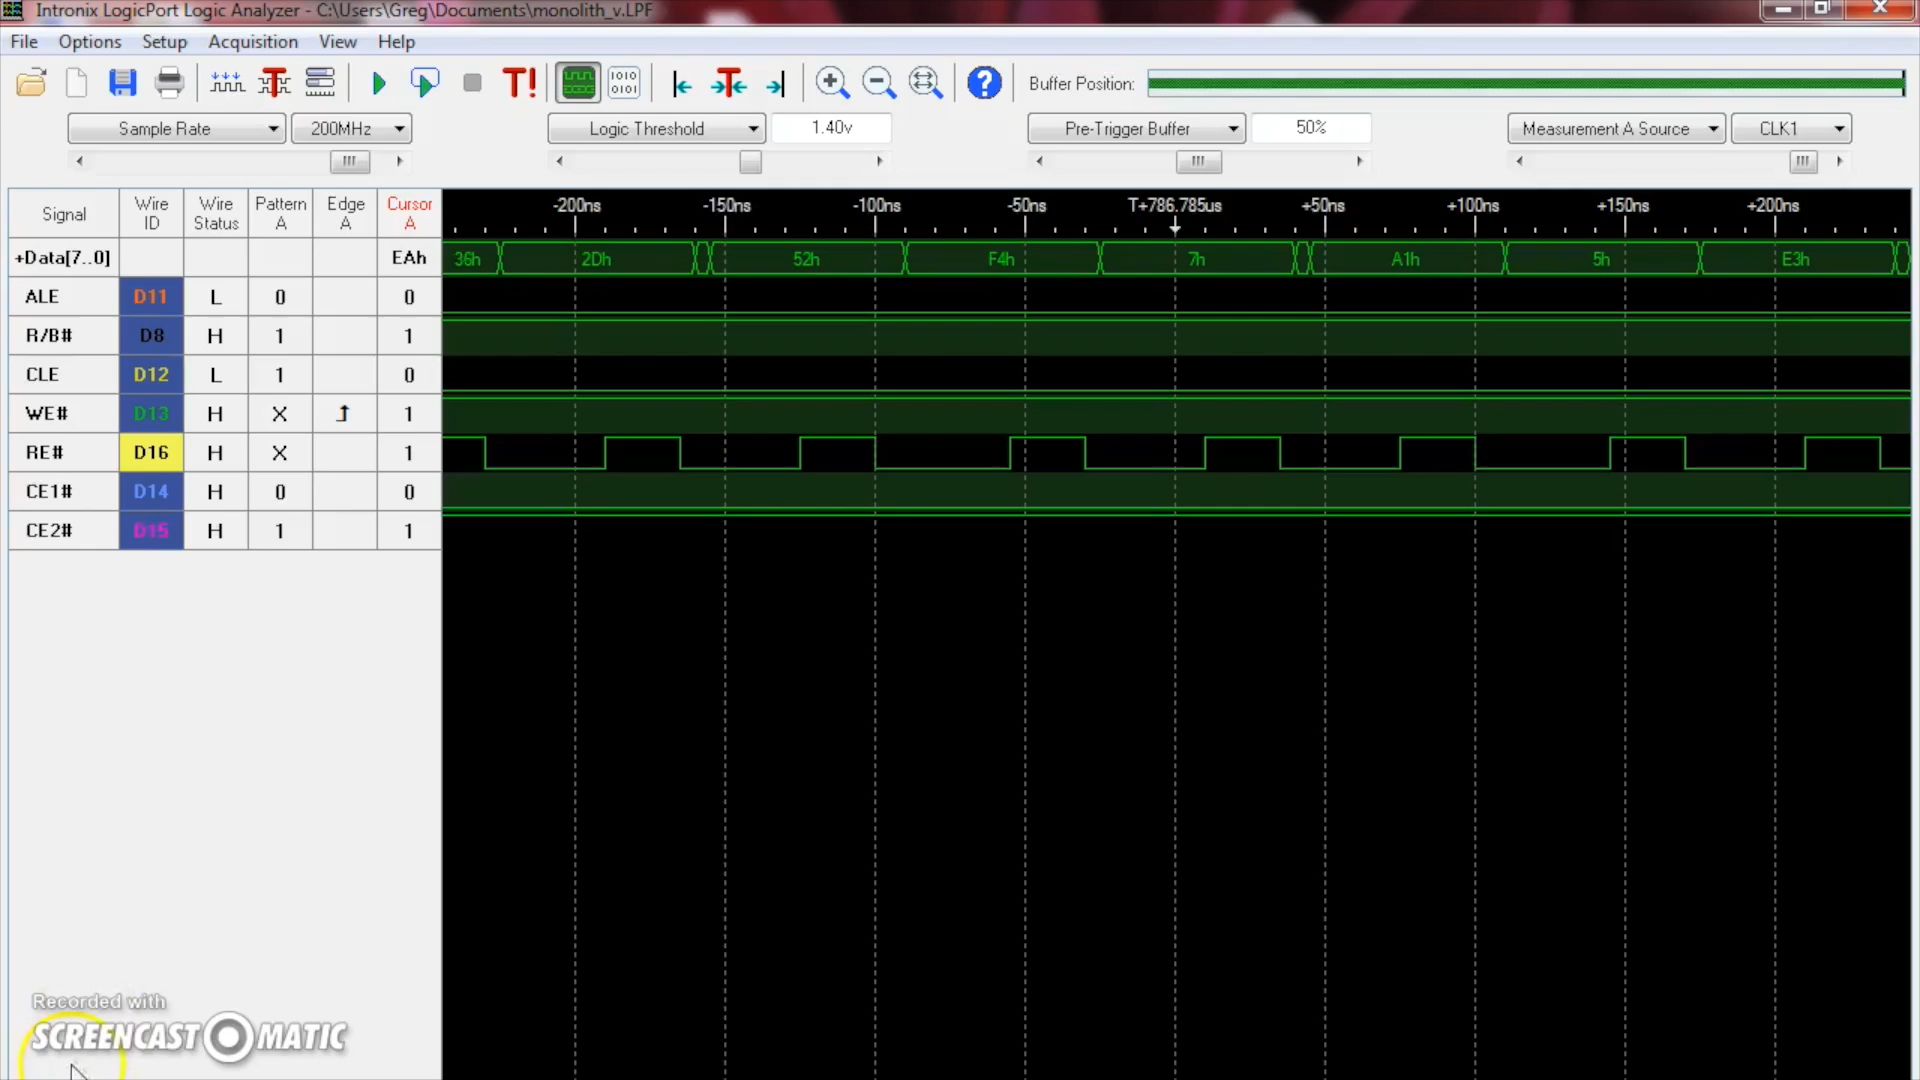 Intronix LogicPort Logic Analyzer - C:\Users\Greg\Documents\monolith_v.LPF
File Options Setup Acquisition View Help
T T! 1010 0101 T ? Buffer Position:
Sample Rate 200MHz Logic Threshold 1.40v Pre-Trigger Buffer 50% Measurement A Source CLK1
Signal Wire ID Wire Status Pattern A Edge A Cursor A -200ns -150ns -100ns -50ns T+786.785us +50ns +100ns +150ns +200ns
+Data[7..0] EAh 36h 2Dh 52h F4h 7h A1h 5h E3h
ALE D11 L 0 0
R/B# D8 H 1 1
CLE D12 L 1 0
WE# D13 H X 1
RE# D16 H X 1
CE1# D14 H 0 0
CE2# D15 H 1 1
Recorded with
SCREENCAST-O-MATIC